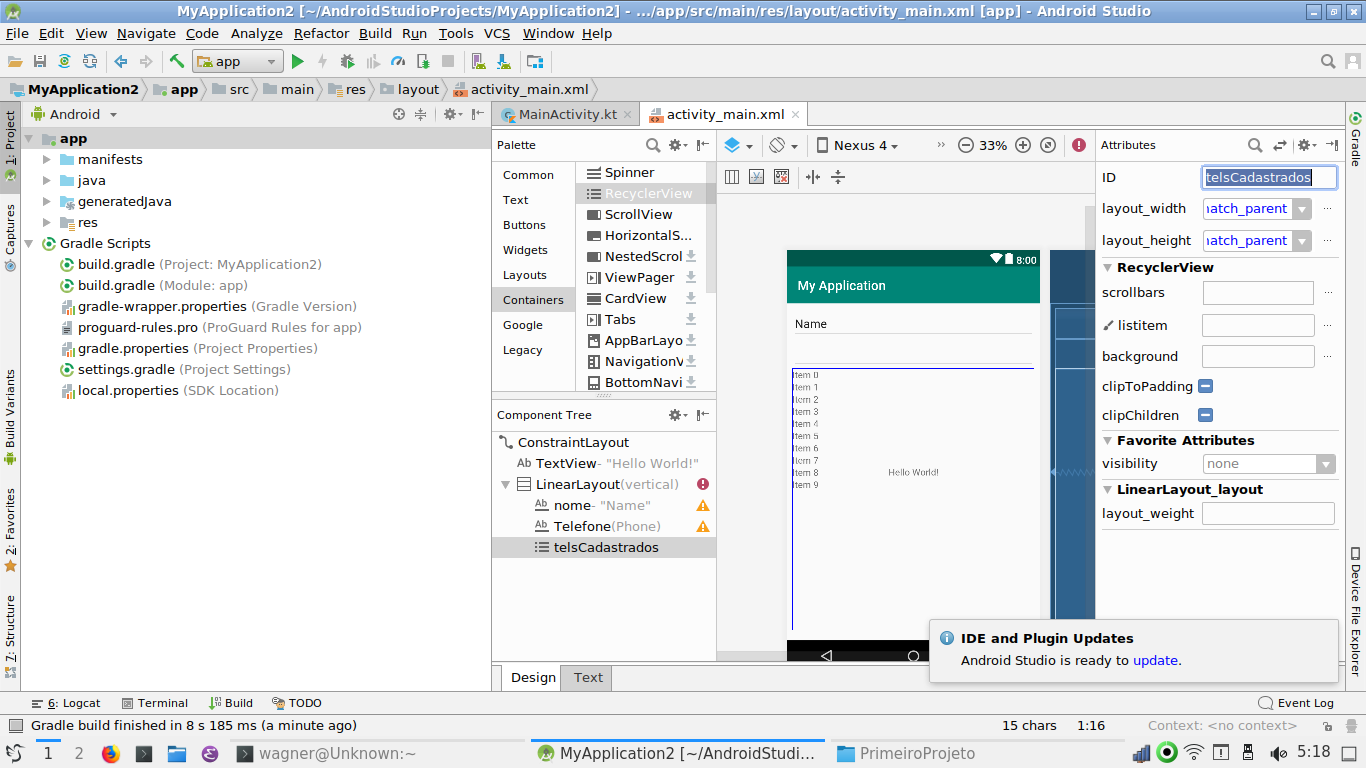 MyApplication2 [~/AndroidStudioProjects/MyApplication2] - .../app/src/main/res/layout/activity_main.xml [app] - Android Studio
File Edit View Navigate Code Analyze Refactor Build Run Tools VCS Window Help
app
MyApplication2 app src main res layout activity_main.xml
Android
MainActivity.kt activity_main.xml
1: Project
Captures
Build Variants
2: Favorites
7: Structure
app
manifests
java
generatedJava
res
Gradle Scripts
build.gradle (Project: MyApplication2)
build.gradle (Module: app)
gradle-wrapper.properties (Gradle Version)
proguard-rules.pro (ProGuard Rules for app)
gradle.properties (Project Properties)
settings.gradle (Project Settings)
local.properties (SDK Location)
Palette
Common
Text
Buttons
Widgets
Layouts
Containers
Google
Legacy
Spinner
RecyclerView
ScrollView
HorizontalS...
NestedScrol
ViewPager
CardView
Tabs
AppBarLayo
NavigationV
BottomNavi
Component Tree
ConstraintLayout
Ab TextView- "Hello World!"
LinearLayout(vertical)
Ab nome- "Name"
Ab Telefone(Phone)
telsCadastrados
Nexus 4 » 33%
8:00
My Application
Name
Item 0
Item 1
Item 2
Item 3
Item 4
Item 5
Item 6
Item 7
Item 8
Item 9
Hello World!
Design Text
Attributes
ID telsCadastrados
layout_width match_parent ...
layout_height match_parent ...
RecyclerView
scrollbars ...
listitem ...
background ...
clipToPadding
clipChildren
Favorite Attributes
visibility none
LinearLayout_layout
layout_weight
Gradle
Device File Explorer
IDE and Plugin Updates
Android Studio is ready to update.
6: Logcat Terminal Build TODO Event Log
Gradle build finished in 8 s 185 ms (a minute ago) 15 chars 1:16 Context: <no context>
1 2 wagner@Unknown:~ MyApplication2 [~/AndroidStudi... PrimeiroProjeto 5:18